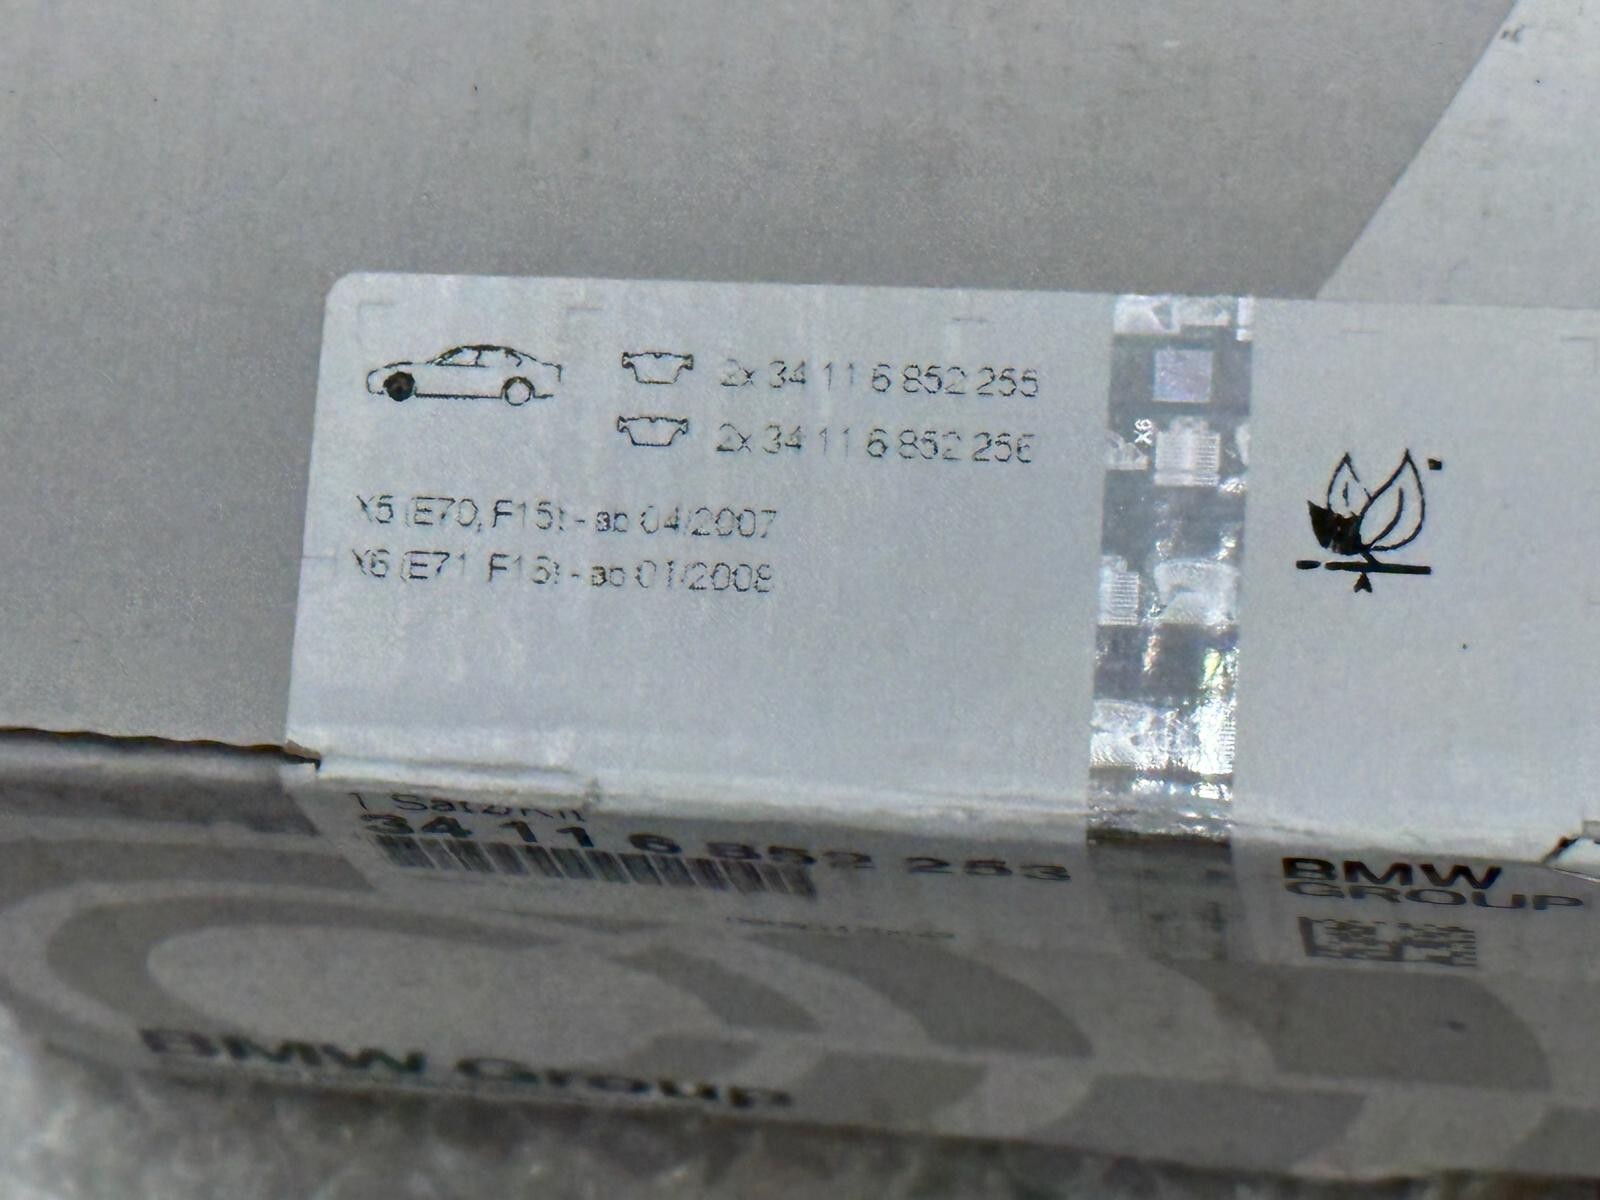 2x 34 11 6 852 255
2x 34 11 6 852 256
X5 (E70, F15) - ab 04/2007
X6 (E71 F16) - ab 01/2008
X6
1 Satz/Kit
34 11 6 852 253
BMW
GROUP
BMW Group